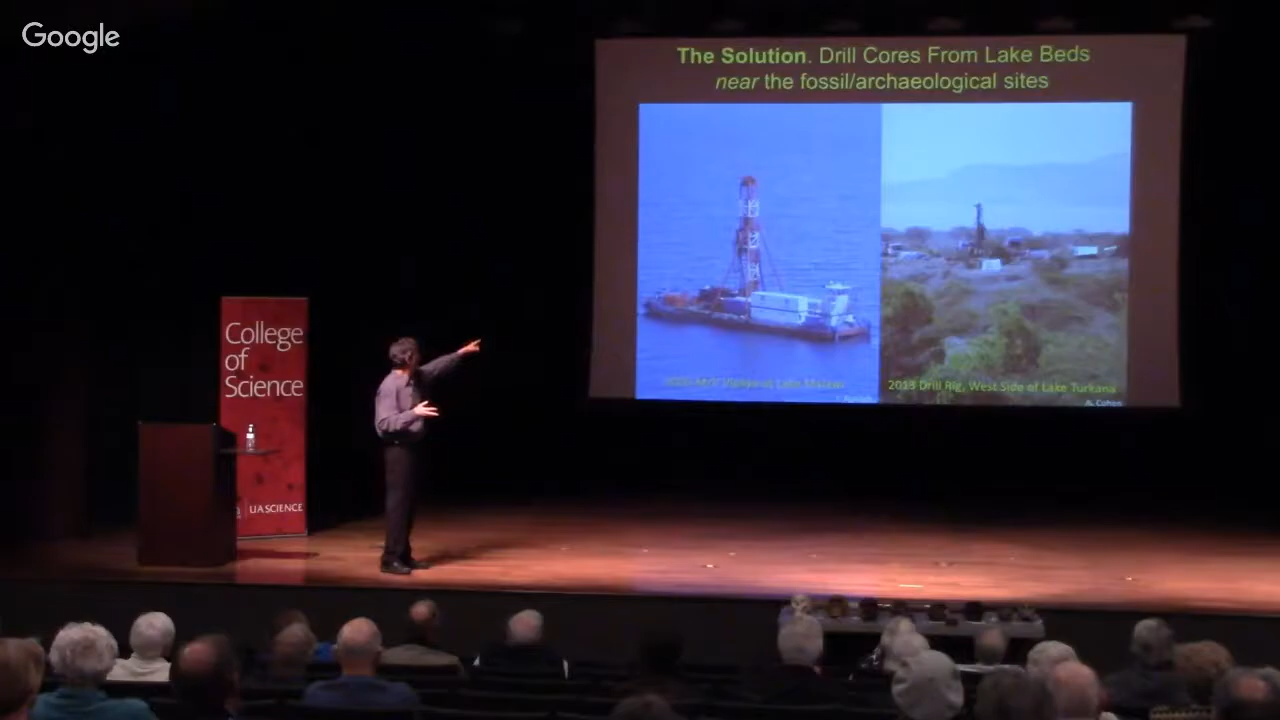 Google
The Solution. Drill Cores From Lake Beds
near the fossil/archaeological sites
2013 Drill Rig, West Side of Lake Turkana
A. Cohen
College
of
Science
UA SCIENCE